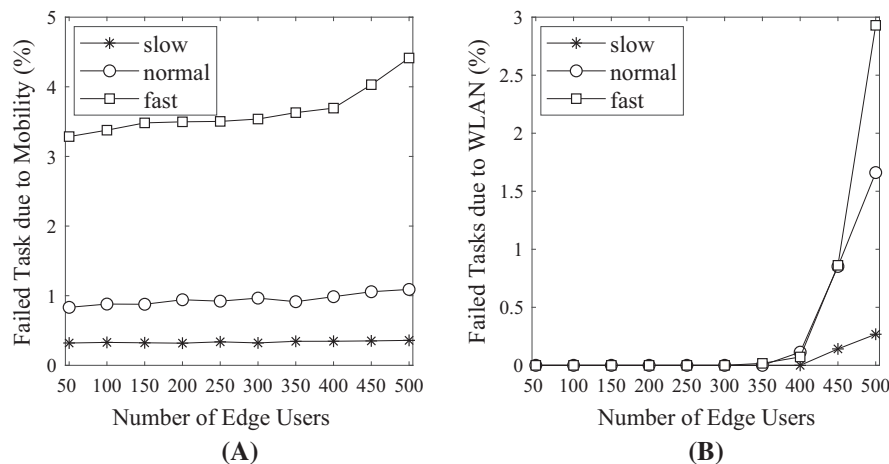 5
4
3
2
1
0
Failed Task due to Mobility (%)
slow
normal
fast
50 100 150 200 250 300 350 400 450 500
Number of Edge Users
(A)
3
2.5
2
1.5
1
0.5
0
Failed Tasks due to WLAN (%)
slow
normal
fast
50 100 150 200 250 300 350 400 450 500
Number of Edge Users
(B)